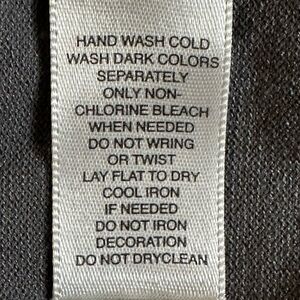 HAND WASH COLD
WASH DARK COLORS
SEPARATELY
ONLY NON-
CHLORINE BLEACH
WHEN NEEDED
DO NOT WRING
OR TWIST
LAY FLAT TO DRY
COOL IRON
IF NEEDED
DO NOT IRON
DECORATION
DO NOT DRYCLEAN